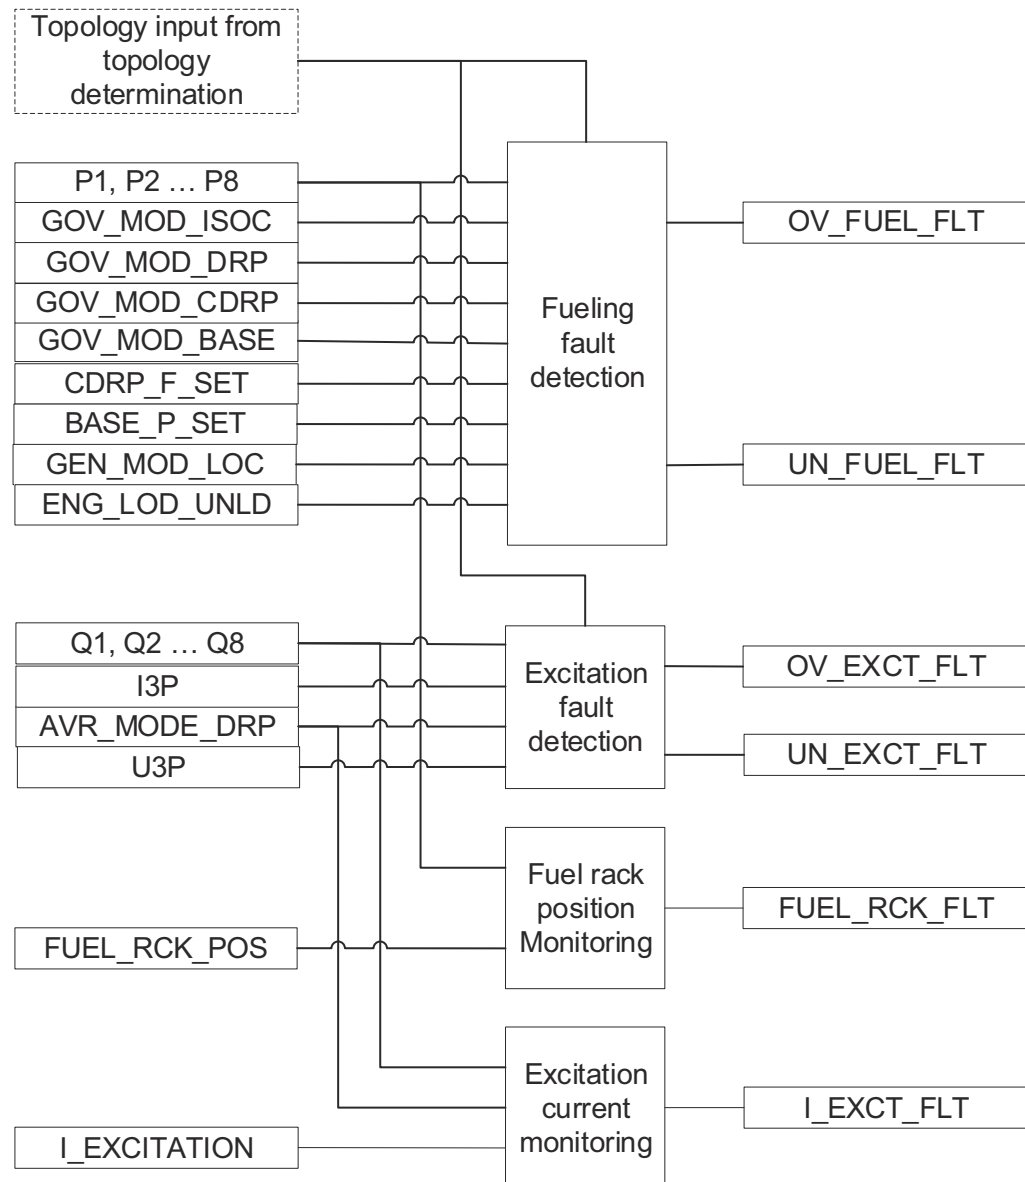 Topology input from
topology
determination
P1, P2 … P8
GOV_MOD_ISOC
GOV_MOD_DRP
GOV_MOD_CDRP
GOV_MOD_BASE
CDRP_F_SET
BASE_P_SET
GEN_MOD_LOC
ENG_LOD_UNLD
Fueling
fault
detection
OV_FUEL_FLT
UN_FUEL_FLT
Q1, Q2 … Q8
I3P
AVR_MODE_DRP
U3P
Excitation
fault
detection
OV_EXCT_FLT
UN_EXCT_FLT
FUEL_RCK_POS
Fuel rack
position
Monitoring
FUEL_RCK_FLT
I_EXCITATION
Excitation
current
monitoring
I_EXCT_FLT